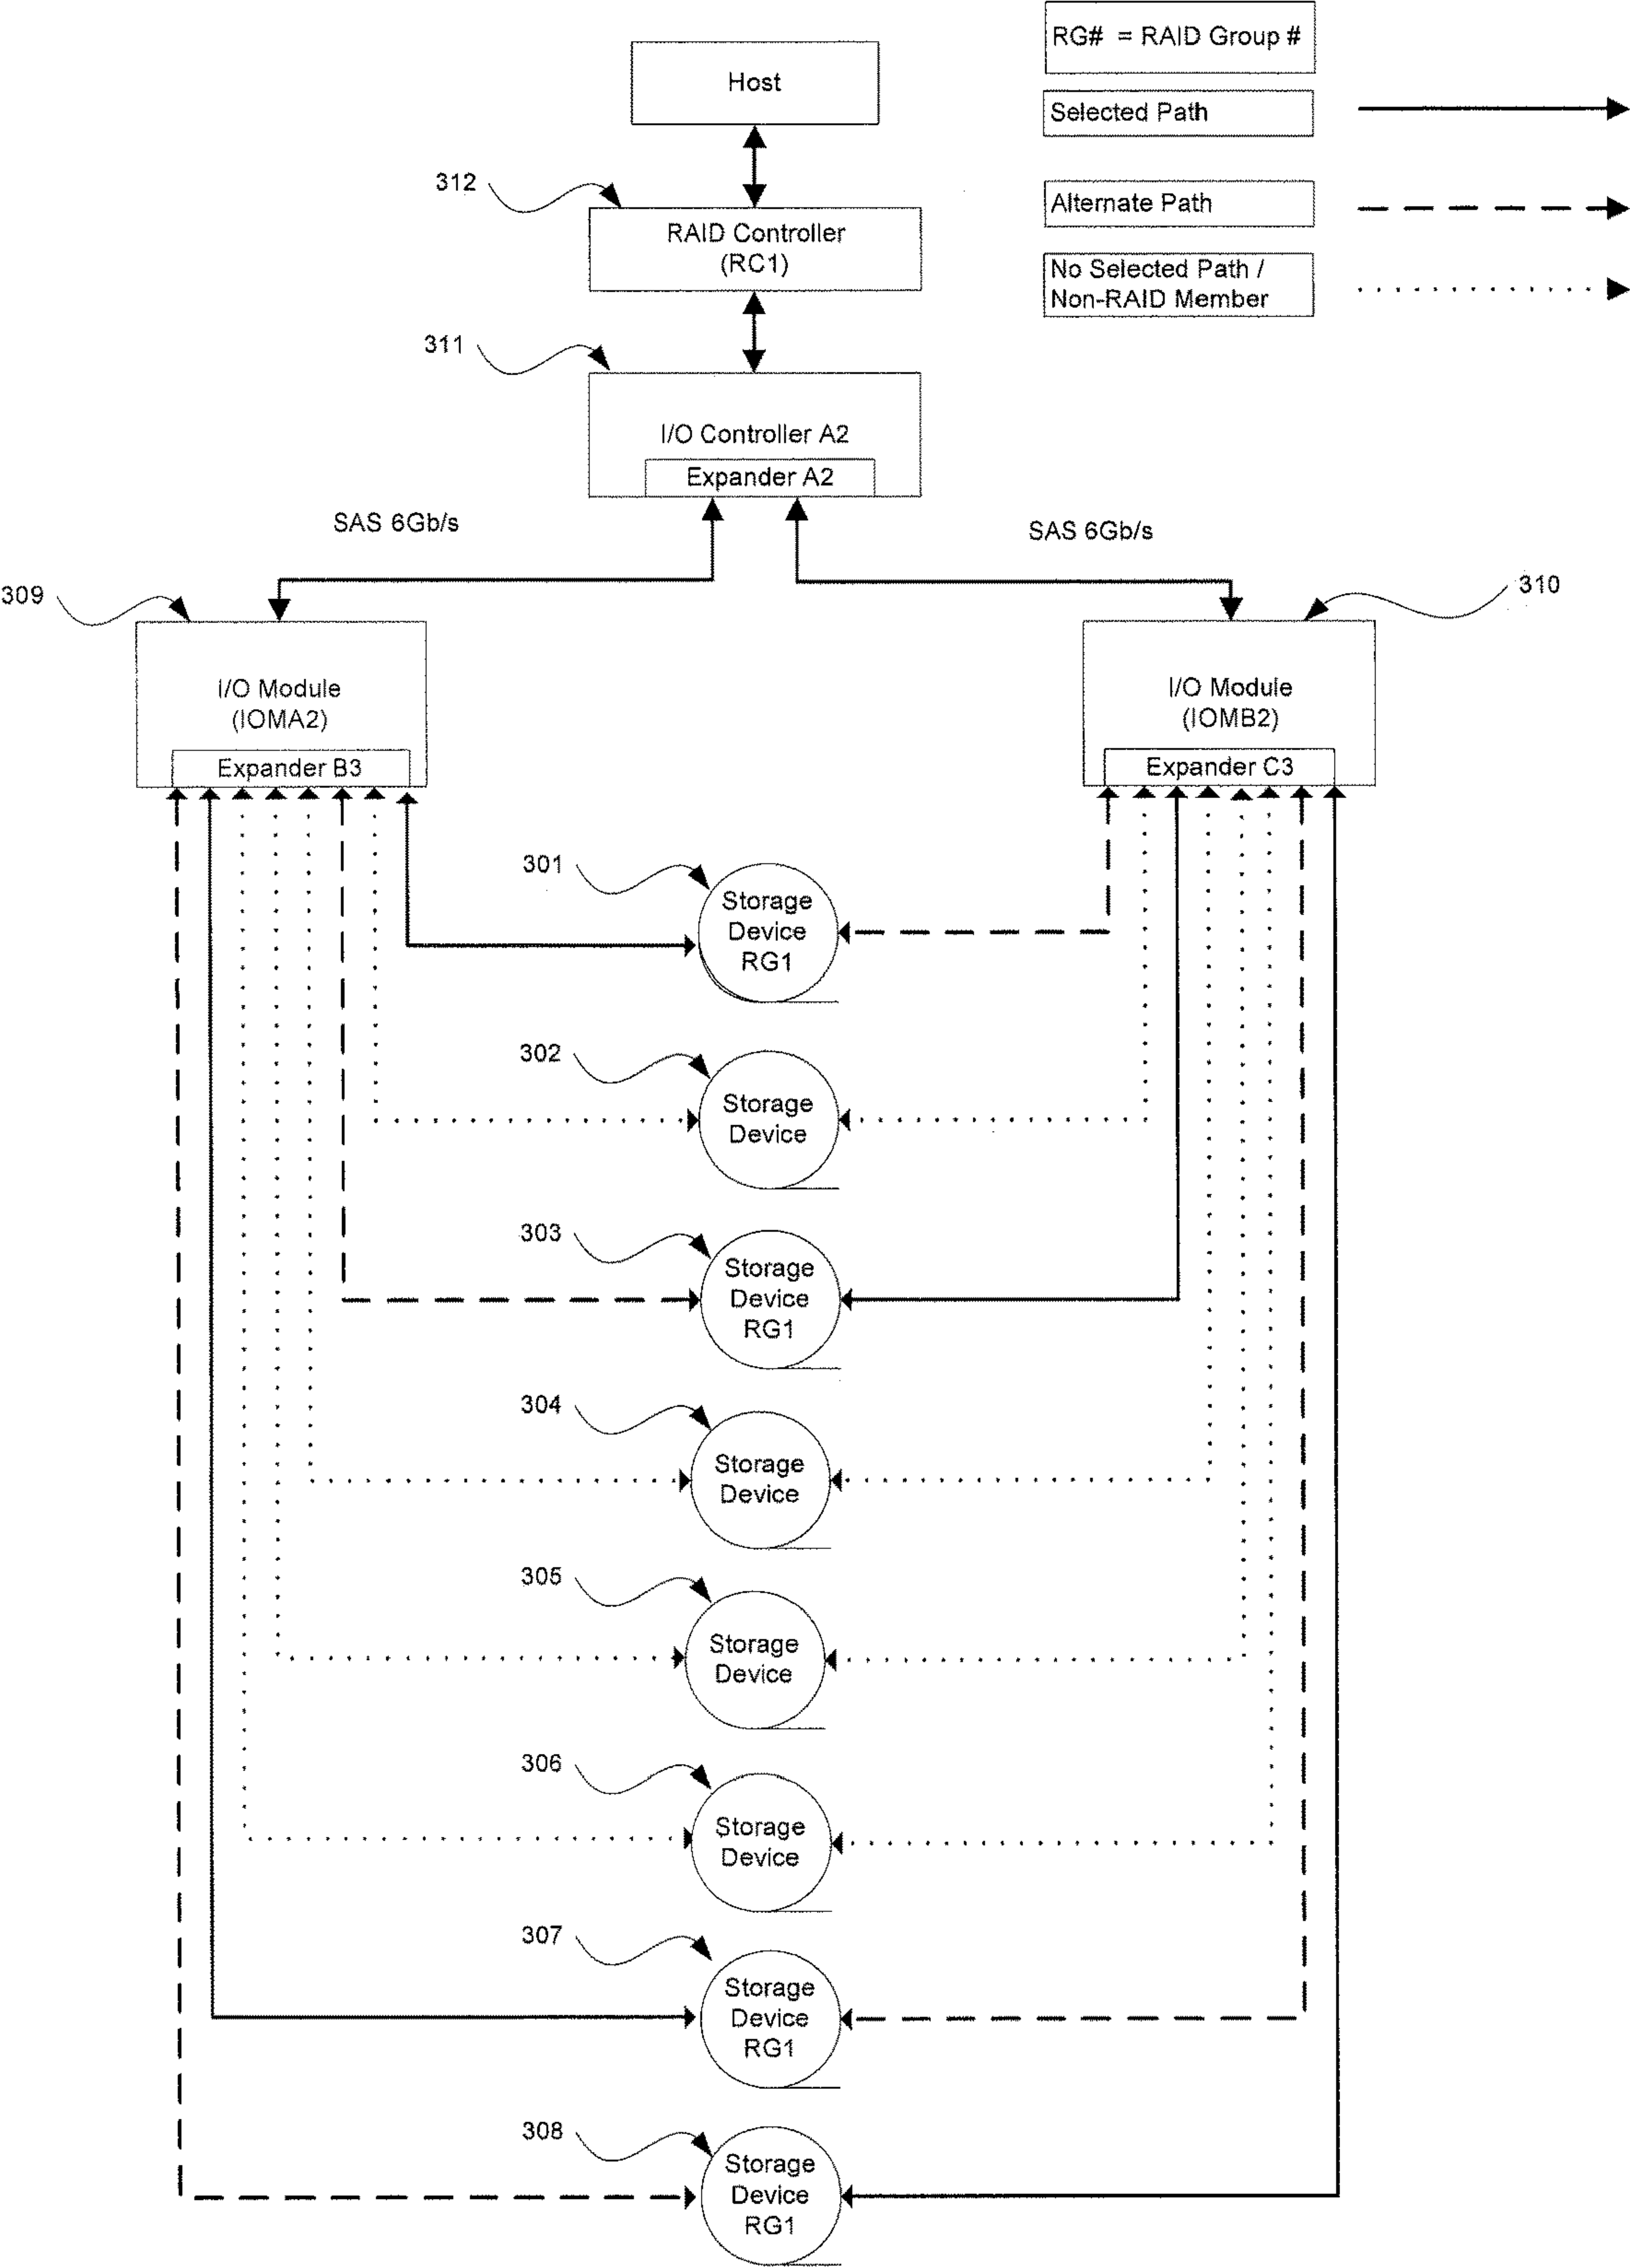 Host
RG# = RAID Group #
Selected Path
312
RAID Controller
(RC1)
Alternate Path
No Selected Path /
Non-RAID Member
311
I/O Controller A2
Expander A2
SAS 6Gb/s
SAS 6Gb/s
309
310
I/O Module
(IOMA2)
Expander B3
I/O Module
(IOMB2)
Expander C3
301
Storage
Device
RG1
302
Storage
Device
303
Storage
Device
RG1
304
Storage
Device
305
Storage
Device
306
Storage
Device
307
Storage
Device
RG1
308
Storage
Device
RG1